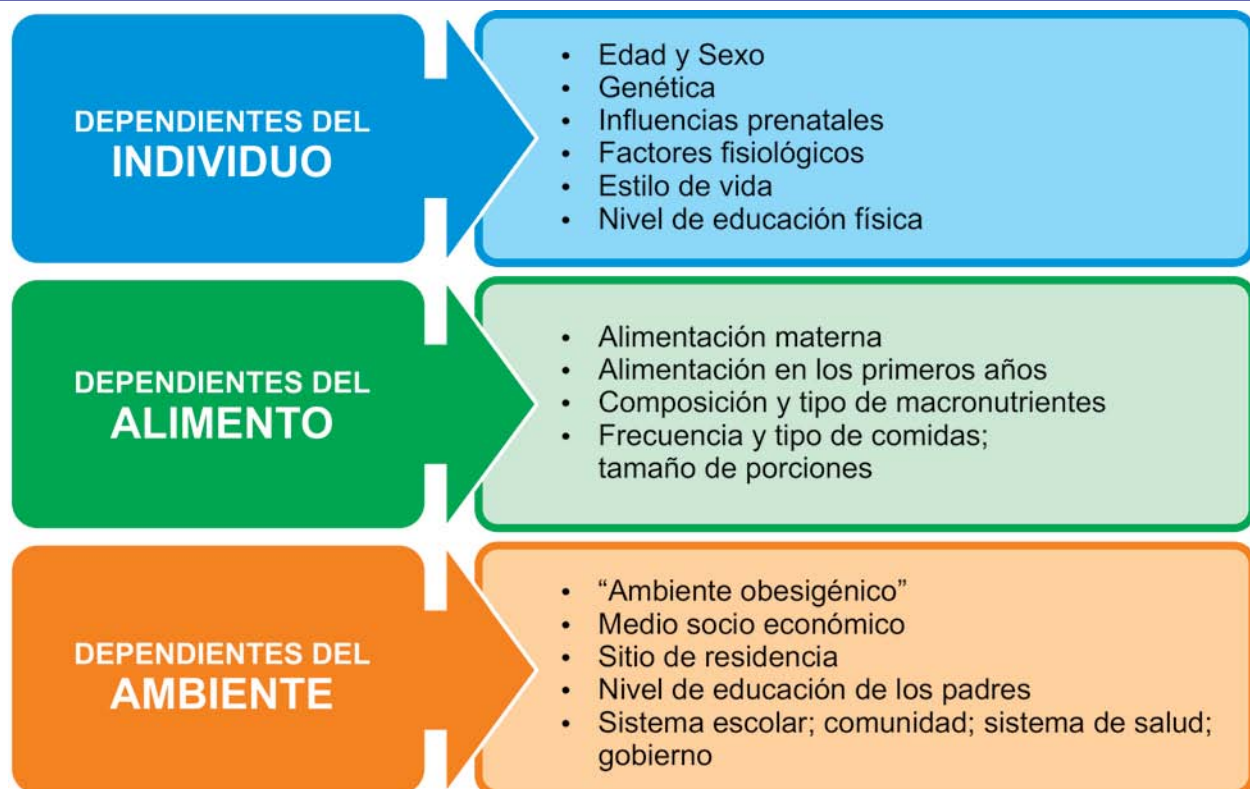 DEPENDIENTES DEL
INDIVIDUO
• Edad y Sexo
• Genética
• Influencias prenatales
• Factores fisiológicos
• Estilo de vida
• Nivel de educación física
DEPENDIENTES DEL
ALIMENTO
• Alimentación materna
• Alimentación en los primeros años
• Composición y tipo de macronutrientes
• Frecuencia y tipo de comidas;
tamaño de porciones
DEPENDIENTES DEL
AMBIENTE
• “Ambiente obesigénico”
• Medio socio económico
• Sitio de residencia
• Nivel de educación de los padres
• Sistema escolar; comunidad; sistema de salud;
gobierno